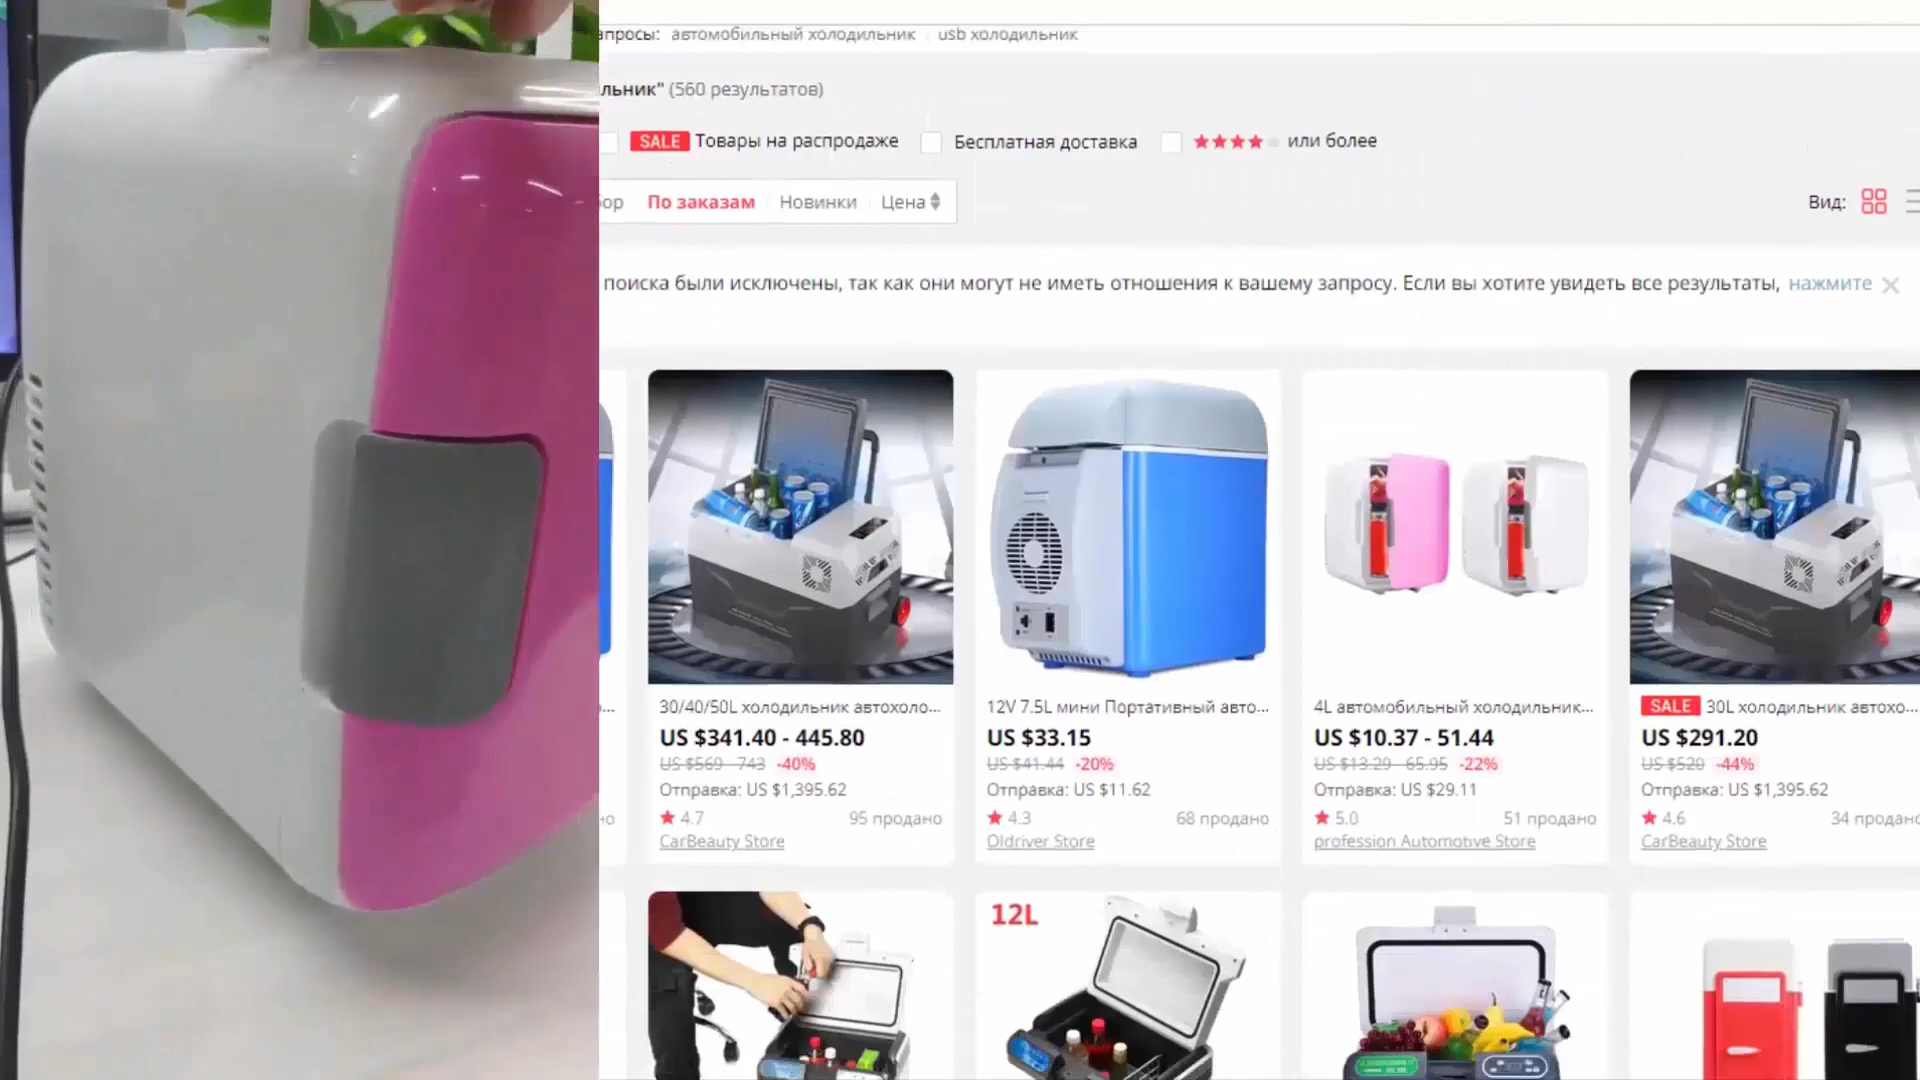 апросы: автомобильный холодильник usb холодильник
льник" (560 результатов)
SALE Товары на распродаже Бесплатная доставка или более
ор По заказам Новинки Цена
Вид:
поиска были исключены, так как они могут не иметь отношения к вашему запросу. Если вы хотите увидеть все результаты, нажмите
30/40/50L холодильник автохоло...
US $341.40 - 445.80
US $569 - 743 -40%
Отправка: US $1,395.62
4.7 95 продано
CarBeauty Store
12V 7.5L мини Портативный авто...
US $33.15
US $41.44 -20%
Отправка: US $11.62
4.3 68 продано
Oldriver Store
4L автомобильный холодильник...
US $10.37 - 51.44
US $13.29 - 65.95 -22%
Отправка: US $29.11
5.0 51 продано
profession Automotive Store
SALE 30L холодильник автохо...
US $291.20
US $520 -44%
Отправка: US $1,395.62
4.6 34 продано
CarBeauty Store
12L